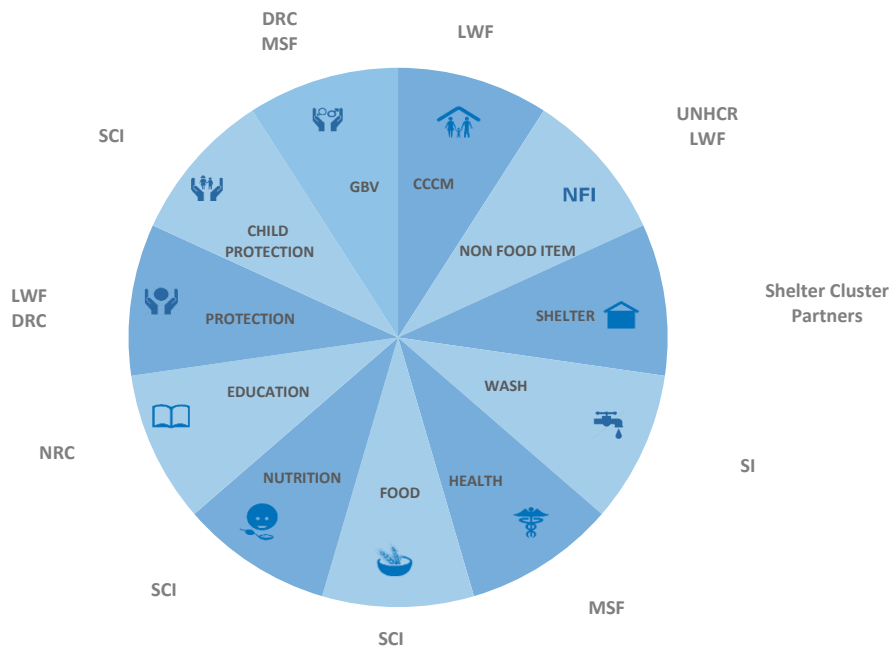 DRC
MSF
LWF
UNHCR
LWF
SCI
GBV
CCCM
NFI
CHILD
PROTECTION
NON FOOD ITEM
LWF
DRC
PROTECTION
SHELTER
Shelter Cluster
Partners
EDUCATION
WASH
NRC
SI
NUTRITION
FOOD
HEALTH
SCI
MSF
SCI